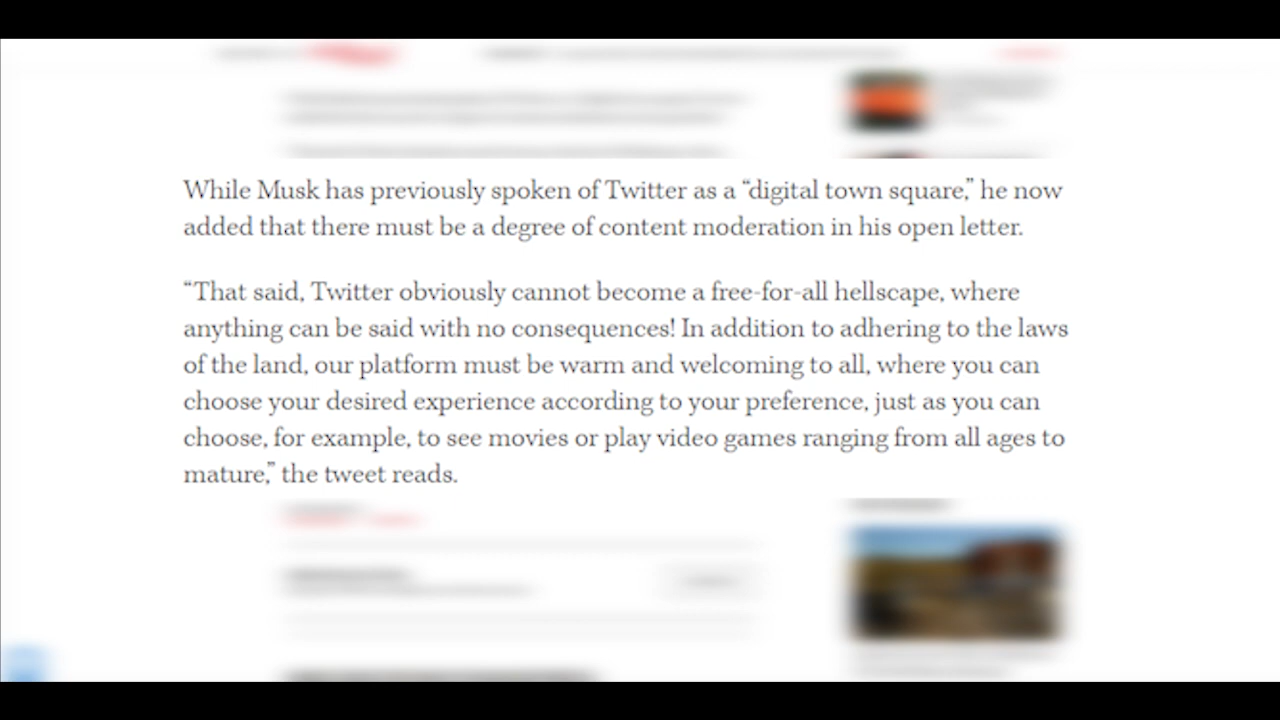 While Musk has previously spoken of Twitter as a “digital town square,” he now
added that there must be a degree of content moderation in his open letter.
“That said, Twitter obviously cannot become a free-for-all hellscape, where
anything can be said with no consequences! In addition to adhering to the laws
of the land, our platform must be warm and welcoming to all, where you can
choose your desired experience according to your preference, just as you can
choose, for example, to see movies or play video games ranging from all ages to
mature,” the tweet reads.